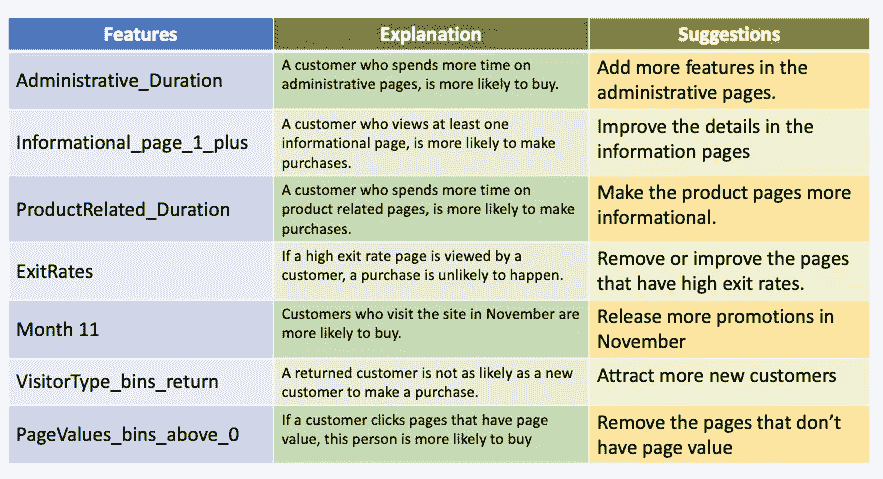 Features
Explanation
Suggestions
Administrative_Duration
A customer who spends more time on
administrative pages, is more likely to buy.
Add more features in the
administrative pages.
Informational_page_1_plus
A customer who views at least one
informational page, is more likely to make
purchases.
Improve the details in the
information pages
ProductRelated_Duration
A customer who spends more time on
product related pages, is more likely to make
purchases.
Make the product pages more
informational.
ExitRates
If a high exit rate page is viewed by a
customer, a purchase is unlikely to happen.
Remove or improve the pages
that have high exit rates.
Month 11
Customers who visit the site in November are
more likely to buy.
Release more promotions in
November
VisitorType_bins_return
A returned customer is not as likely as a new
customer to make a purchase.
Attract more new customers
PageValues_bins_above_0
If a customer clicks pages that have page
value, this person is more likely to buy
Remove the pages that don’t
have page value